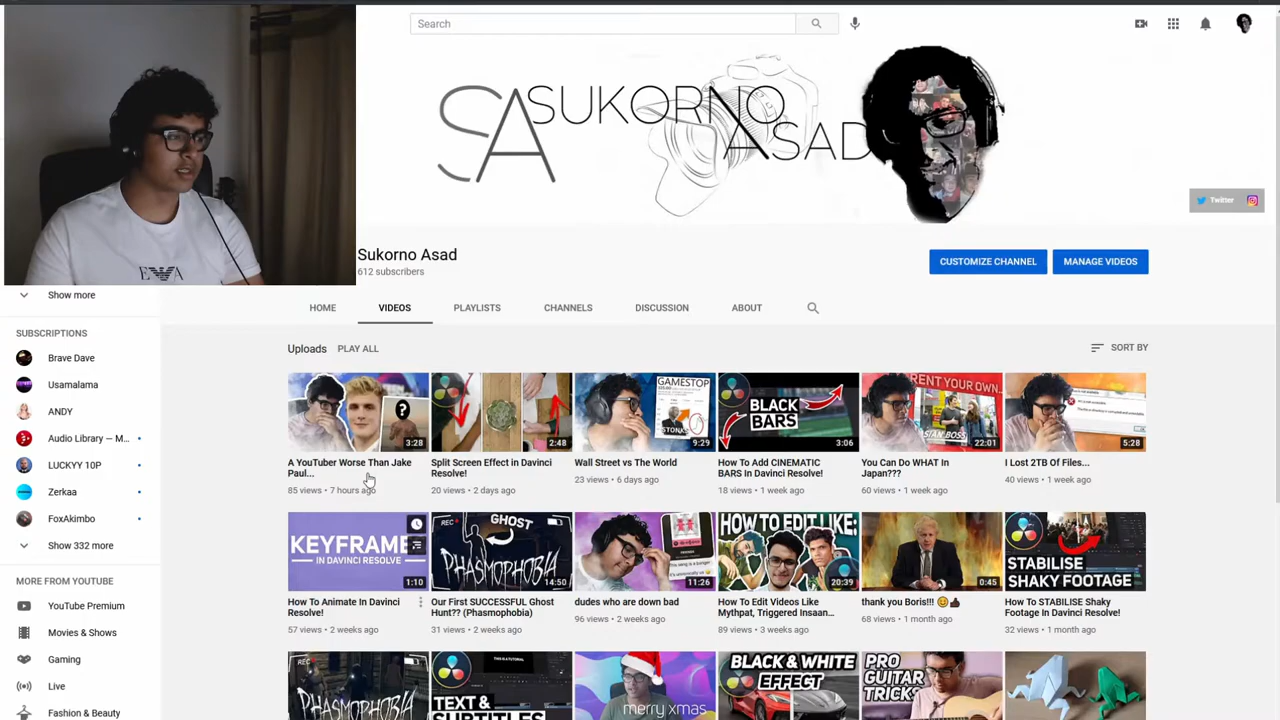 Search
SA
SUKORNO
ASAD
Twitter
Sukorno Asad
612 subscribers
CUSTOMIZE CHANNEL
MANAGE VIDEOS
HOME
VIDEOS
PLAYLISTS
CHANNELS
DISCUSSION
ABOUT
Show more
SUBSCRIPTIONS
Brave Dave
Usamalama
ANDY
Audio Library — M...
LUCKYY 10P
Zerkaa
FoxAkimbo
Show 332 more
MORE FROM YOUTUBE
YouTube Premium
Movies & Shows
Gaming
Live
Fashion & Beauty
Uploads
PLAY ALL
SORT BY
?
3:28
A YouTuber Worse Than Jake
Paul...
85 views • 7 hours ago
2:48
Split Screen Effect in Davinci
Resolve!
20 views • 2 days ago
GAMESTOP
STONKS
9:29
Wall Street vs The World
23 views • 6 days ago
BLACK
BARS
3:06
How To Add CINEMATIC
BARS In Davinci Resolve!
18 views • 1 week ago
RENT YOUR OWN...
ASIAN BOSS
22:01
You Can Do WHAT In
Japan???
60 views • 1 week ago
5:28
I Lost 2TB Of Files...
40 views • 1 week ago
KEYFRAME
IN DAVINCI RESOLVE
1:10
How To Animate In Davinci
Resolve!
57 views • 2 weeks ago
REC
GHOST
PHASMOPHOBIA
14:50
Our First SUCCESSFUL Ghost
Hunt?? (Phasmophobia)
31 views • 2 weeks ago
11:26
dudes who are down bad
96 views • 2 weeks ago
HOW TO EDIT LIKE:
20:39
How To Edit Videos Like
Mythpat, Triggered Insaan...
89 views • 3 weeks ago
0:45
thank you Boris!!! 😊👍
68 views • 1 month ago
STABILISE
SHAKY FOOTAGE
How To STABILISE Shaky
Footage In Davinci Resolve!
32 views • 1 month ago
REC
PHASMOPHOBIA
THIS IS A TUTORIAL
TEXT &
SUBTITLES
merry xmas
BLACK & WHITE
EFFECT
PRO
GUITAR
TRICKS